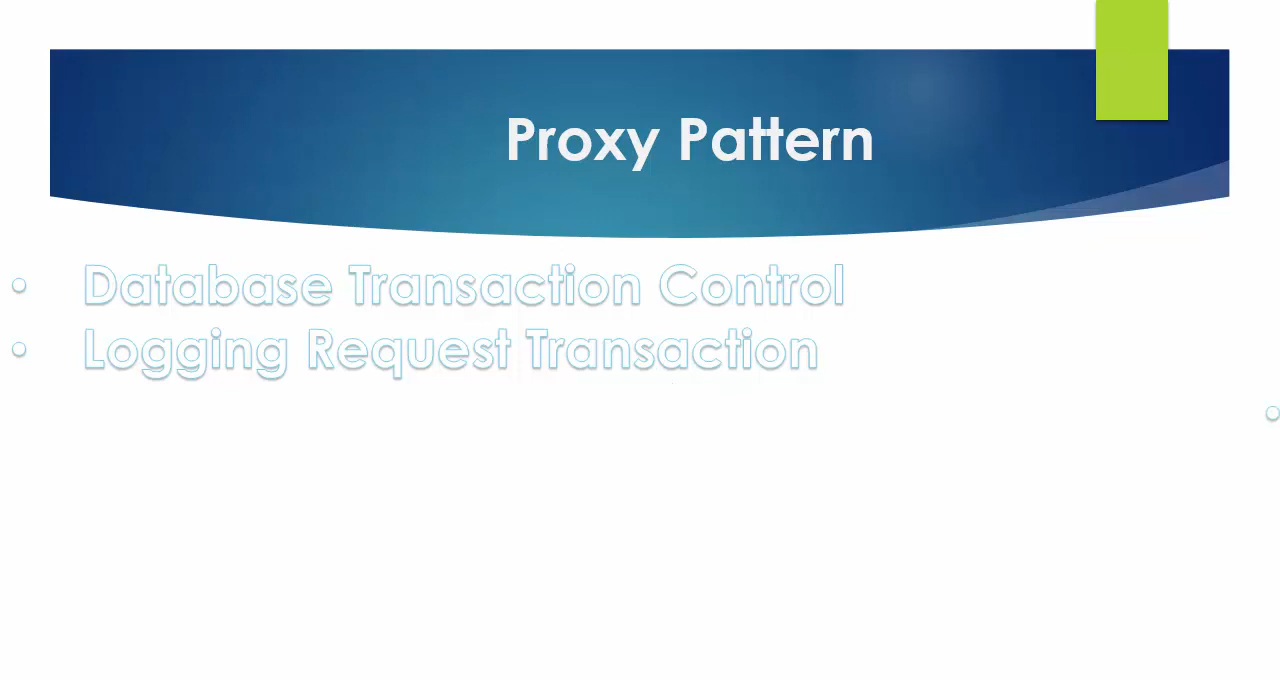 Proxy Pattern
• Database Transaction Control
• Logging Request Transaction
•